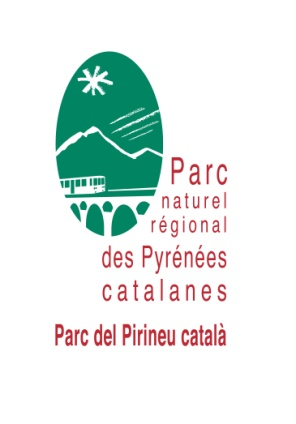 Parc
naturel
régional
des Pyrénées
catalanes
Parc del Pirineu català